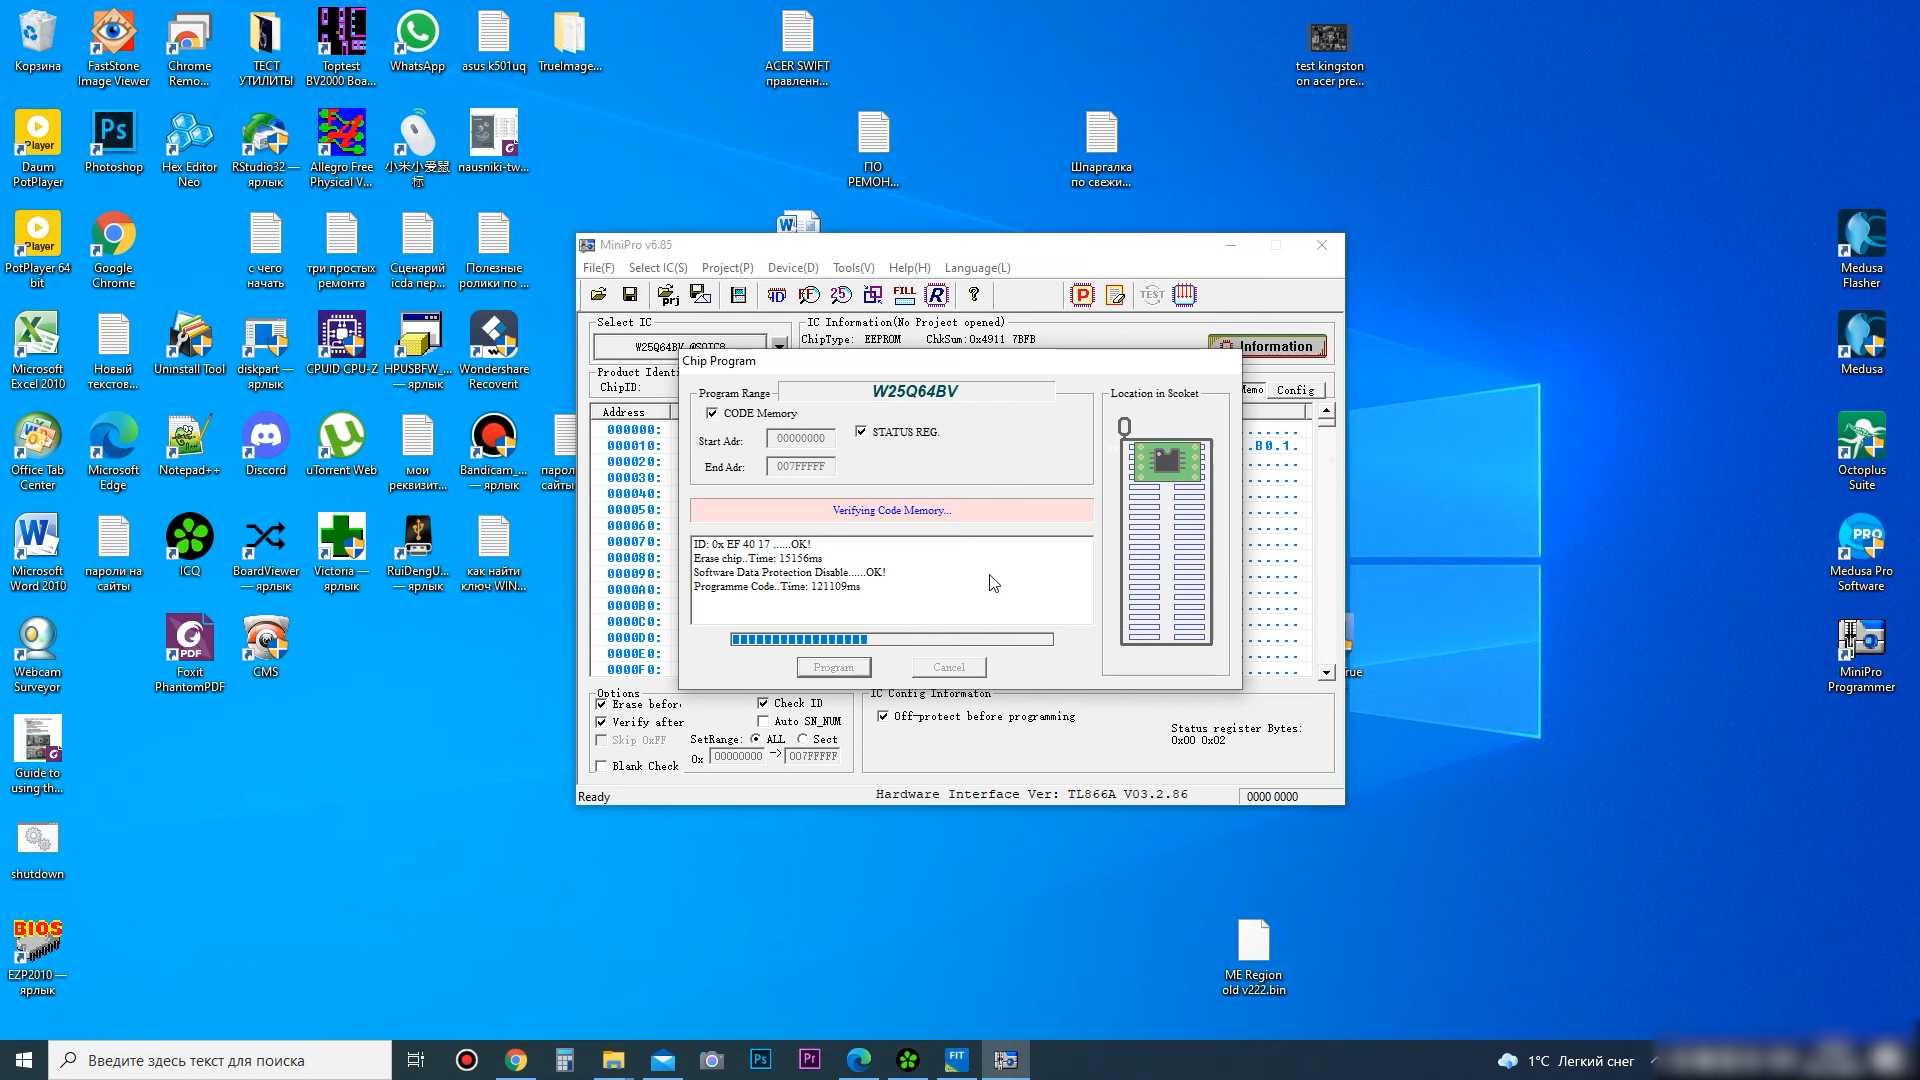 Корзина
FastStone
Image Viewer
Chrome
Remo...
ТЕСТ
УТИЛИТЫ
Toptest
BV2000 Boa...
WhatsApp
asus k501uq
TrueImage...
ACER SWIFT
правленн...
test kingston
on acer pre...
Daum
PotPlayer
Photoshop
Hex Editor
Neo
RStudio32 —
ярлык
Allegro Free
Physical V...
小米小爱鼠
标
nausniki-tw...
ПО
РЕМОН...
Шпаргалка
по свежи...
PotPlayer 64
bit
Google
Chrome
с чего
начать
три простых
ремонта
Сценарий
icda пер...
Полезные
ролики по ...
Medusa
Flasher
Microsoft
Excel 2010
Новый
текстов...
Uninstall Tool
diskpart —
ярлык
CPUID CPU-Z
HPUSBFW_...
— ярлык
Wondershare
Recoverit
Medusa
Office Tab
Center
Microsoft
Edge
Notepad++
Discord
uTorrent Web
мои
реквизит...
Bandicam_...
— ярлык
парол
сайты
Octoplus
Suite
Microsoft
Word 2010
пароли на
сайты
ICQ
BoardViewer
— ярлык
Victoria —
ярлык
RuiDengU...
— ярлык
как найти
ключ WIN...
Medusa Pro
Software
Webcam
Surveyor
Foxit
PhantomPDF
CMS
MiniPro
Programmer
Guide to
using th...
shutdown
EZP2010 —
ярлык
ME Region
old v222.bin
MiniPro v6.85
File(F) Select IC(S) Project(P) Device(D) Tools(V) Help(H) Language(L)
Select IC
W25Q64BV @SOIC8
IC Information(No Project opened)
ChipType: EEPROM ChkSum:0x4911 7BFB
Information
Product Identi
ChipID:
Config
Address
000000:
000010:
000020:
000030:
000040:
000050:
000060:
000070:
000080:
000090:
0000A0:
0000B0:
0000C0:
0000D0:
0000E0:
0000F0:
.B0.1.
Chip Program
Program Range
W25Q64BV
CODE Memory
STATUS REG.
Start Adr: 00000000
End Adr: 007FFFFF
Location in Scoket
Verifying Code Memory...
ID: 0x EF 40 17 ......OK!
Erase chip..Time: 15156ms
Software Data Protection Disable......OK!
Programme Code..Time: 121109ms
Program Cancel
Options
Erase befor
Verify after
Skip 0xFF
Blank Check
Check ID
Auto SN_NUM
SetRange: ALL Sect
0x 00000000 -> 007FFFFF
IC Config Informaton
Off-protect before programming
Status register Bytes:
0x00 0x02
Ready
Hardware Interface Ver: TL866A V03.2.86
0000 0000
Введите здесь текст для поиска
1°C Легкий снег